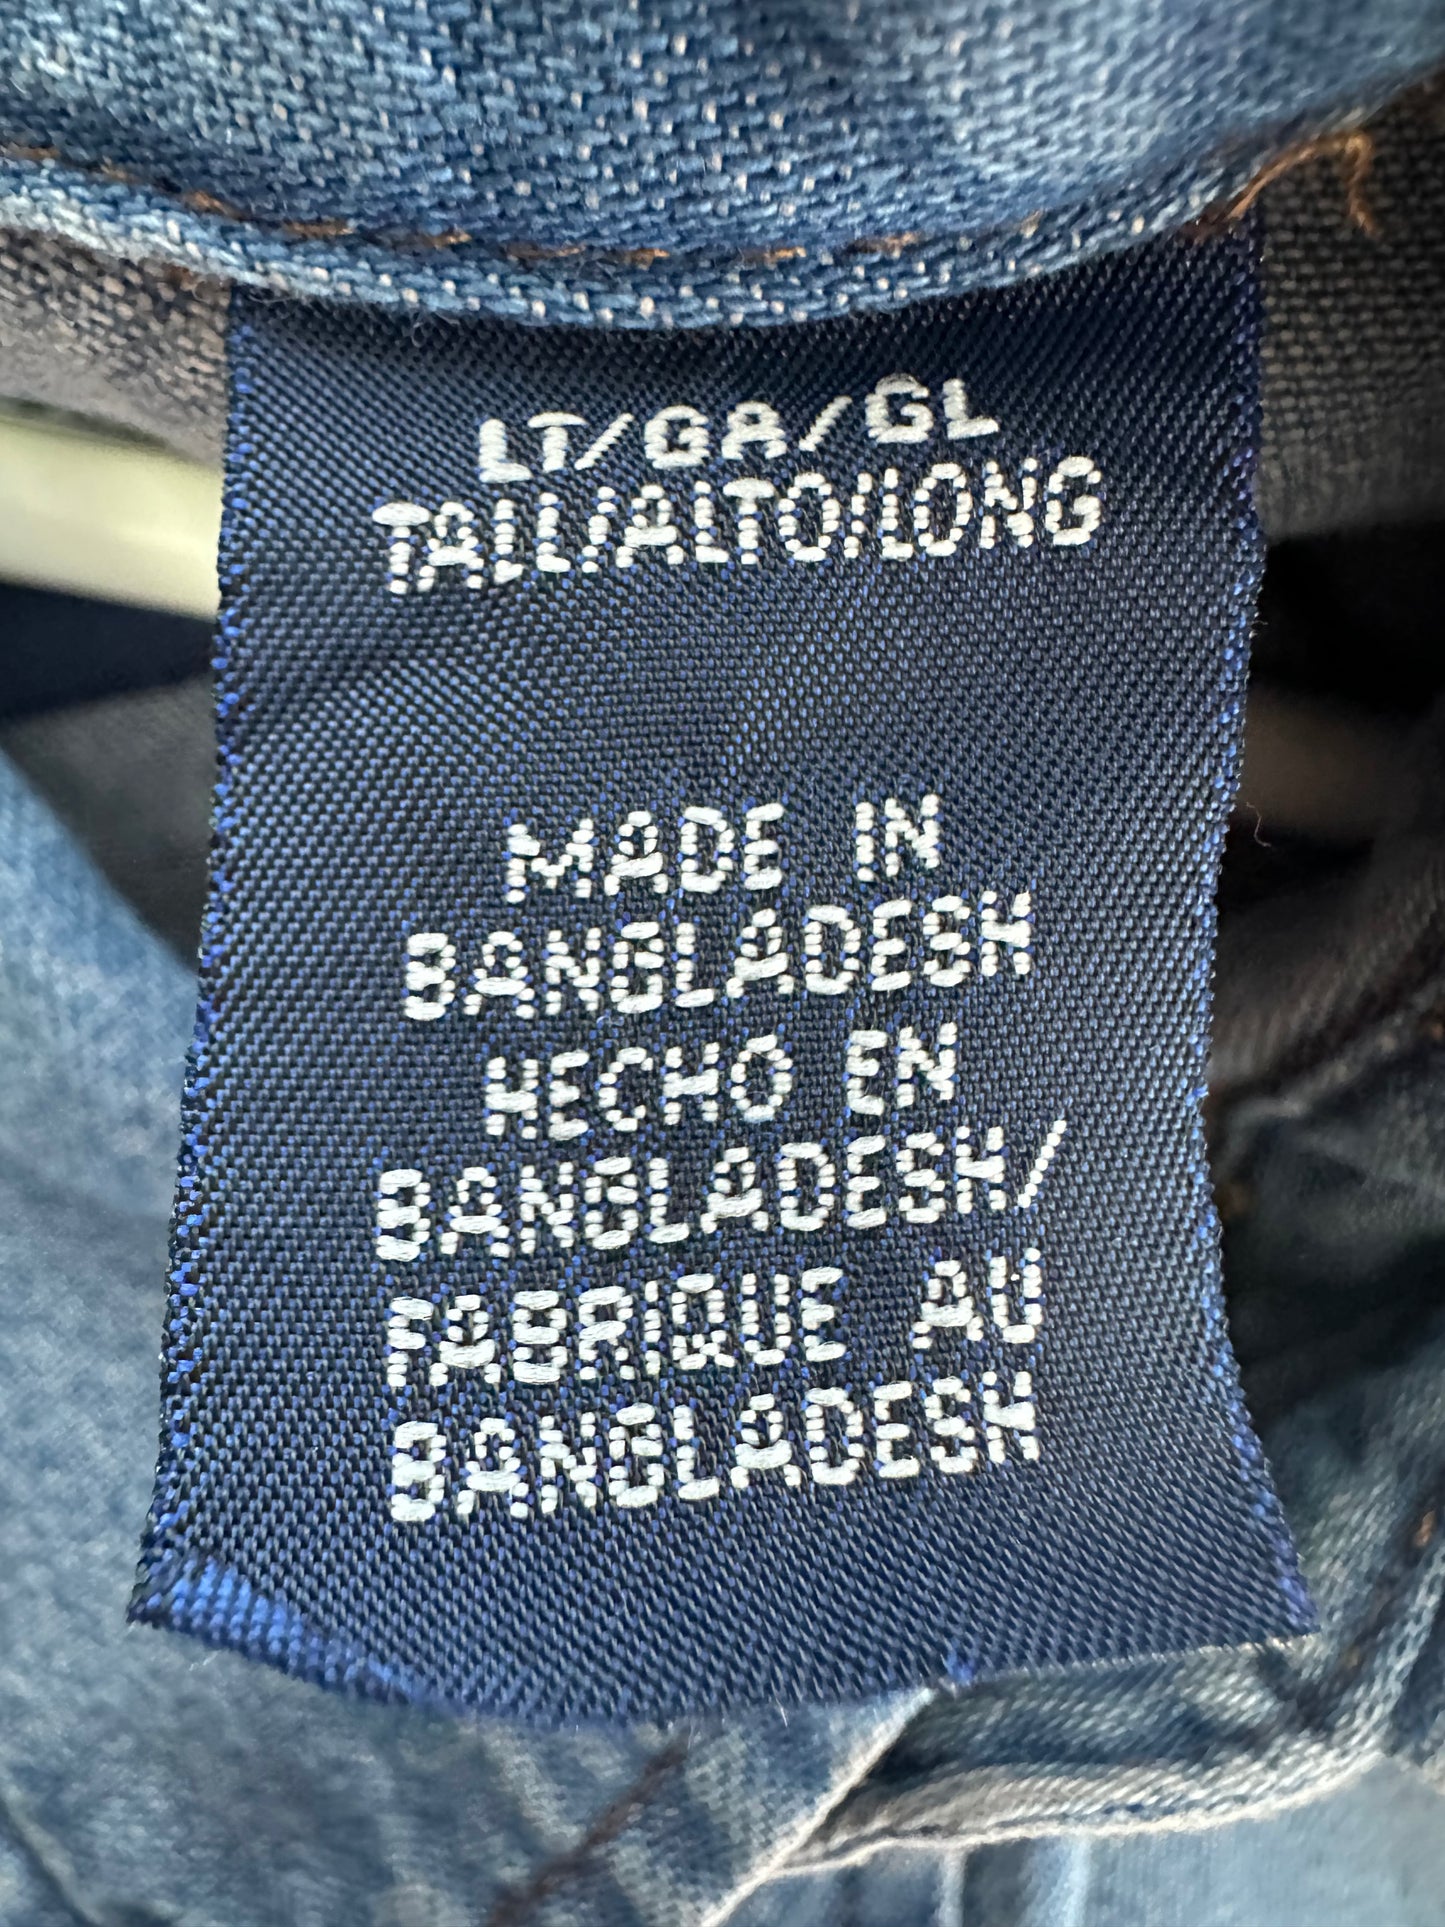 LT/GA/GL
TALL/ALTO/LONG
MADE IN
BANGLADESH
HECHO EN
BANGLADESH/
FABRIQUE AU
BANGLADESH